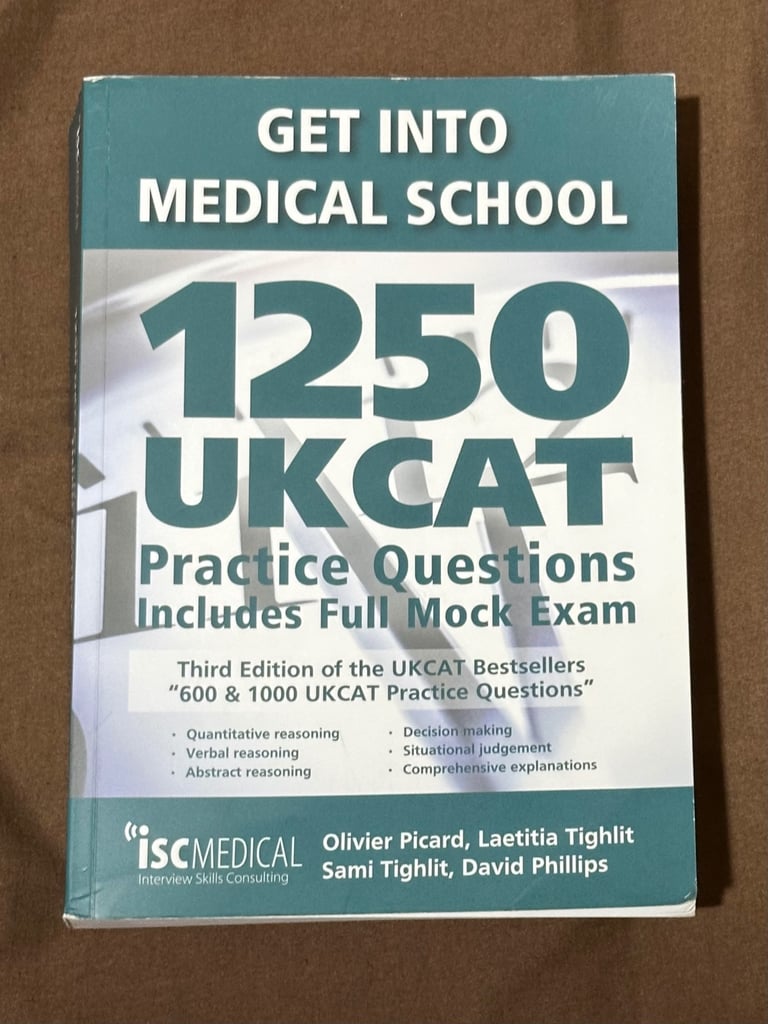 GET INTO
MEDICAL SCHOOL
1250
UKCAT
Practice Questions
Includes Full Mock Exam
Third Edition of the UKCAT Bestsellers
"600 & 1000 UKCAT Practice Questions"
· Quantitative reasoning
· Verbal reasoning
· Abstract reasoning
· Decision making
· Situational judgement
· Comprehensive explanations
iscMEDICAL
Interview Skills Consulting
Olivier Picard, Laetitia Tighlit
Sami Tighlit, David Phillips